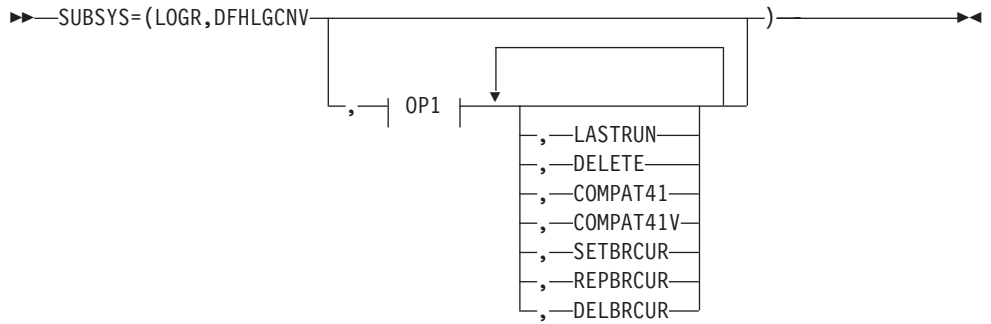 SUBSYS=(LOGR,DFHLGCNV )
, OP1
, LASTRUN
, DELETE
, COMPAT41
, COMPAT41V
, SETBRCUR
, REPBRCUR
, DELBRCUR